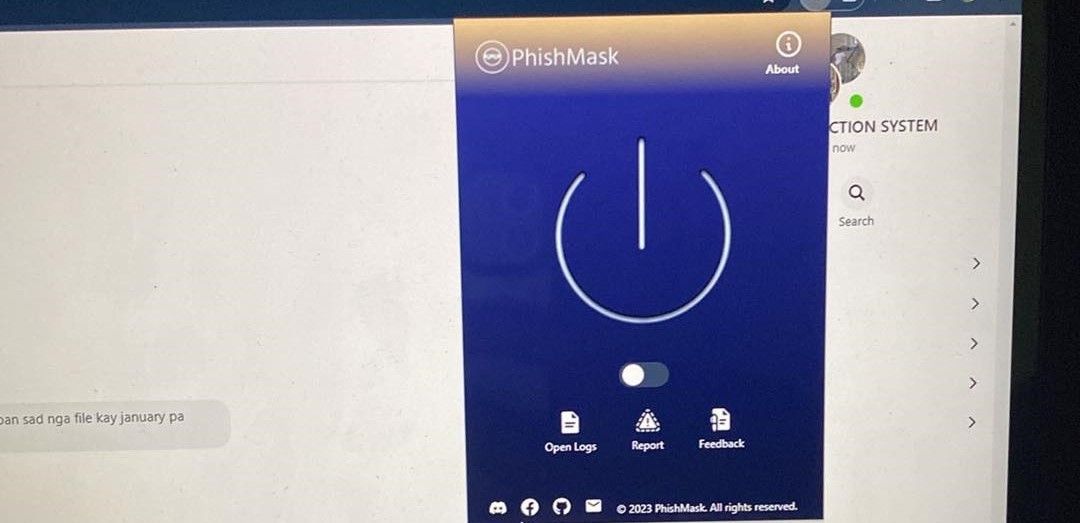 PhishMask
About
CTION SYSTEM
now
Search
sad nga file kay january pa
Open Logs
Report
Feedback
© 2023 PhishMask. All rights reserved.